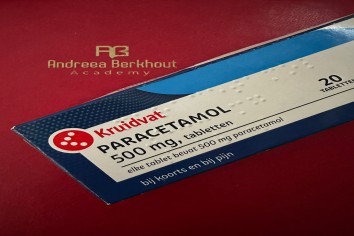 AB
Andreea Berkhout
Academy
20
TABLETTEN
Kruidvat
PARACETAMOL
500 mg, tabletten
elke tablet bevat 500 mg paracetamol
bij koorts en bij pijn